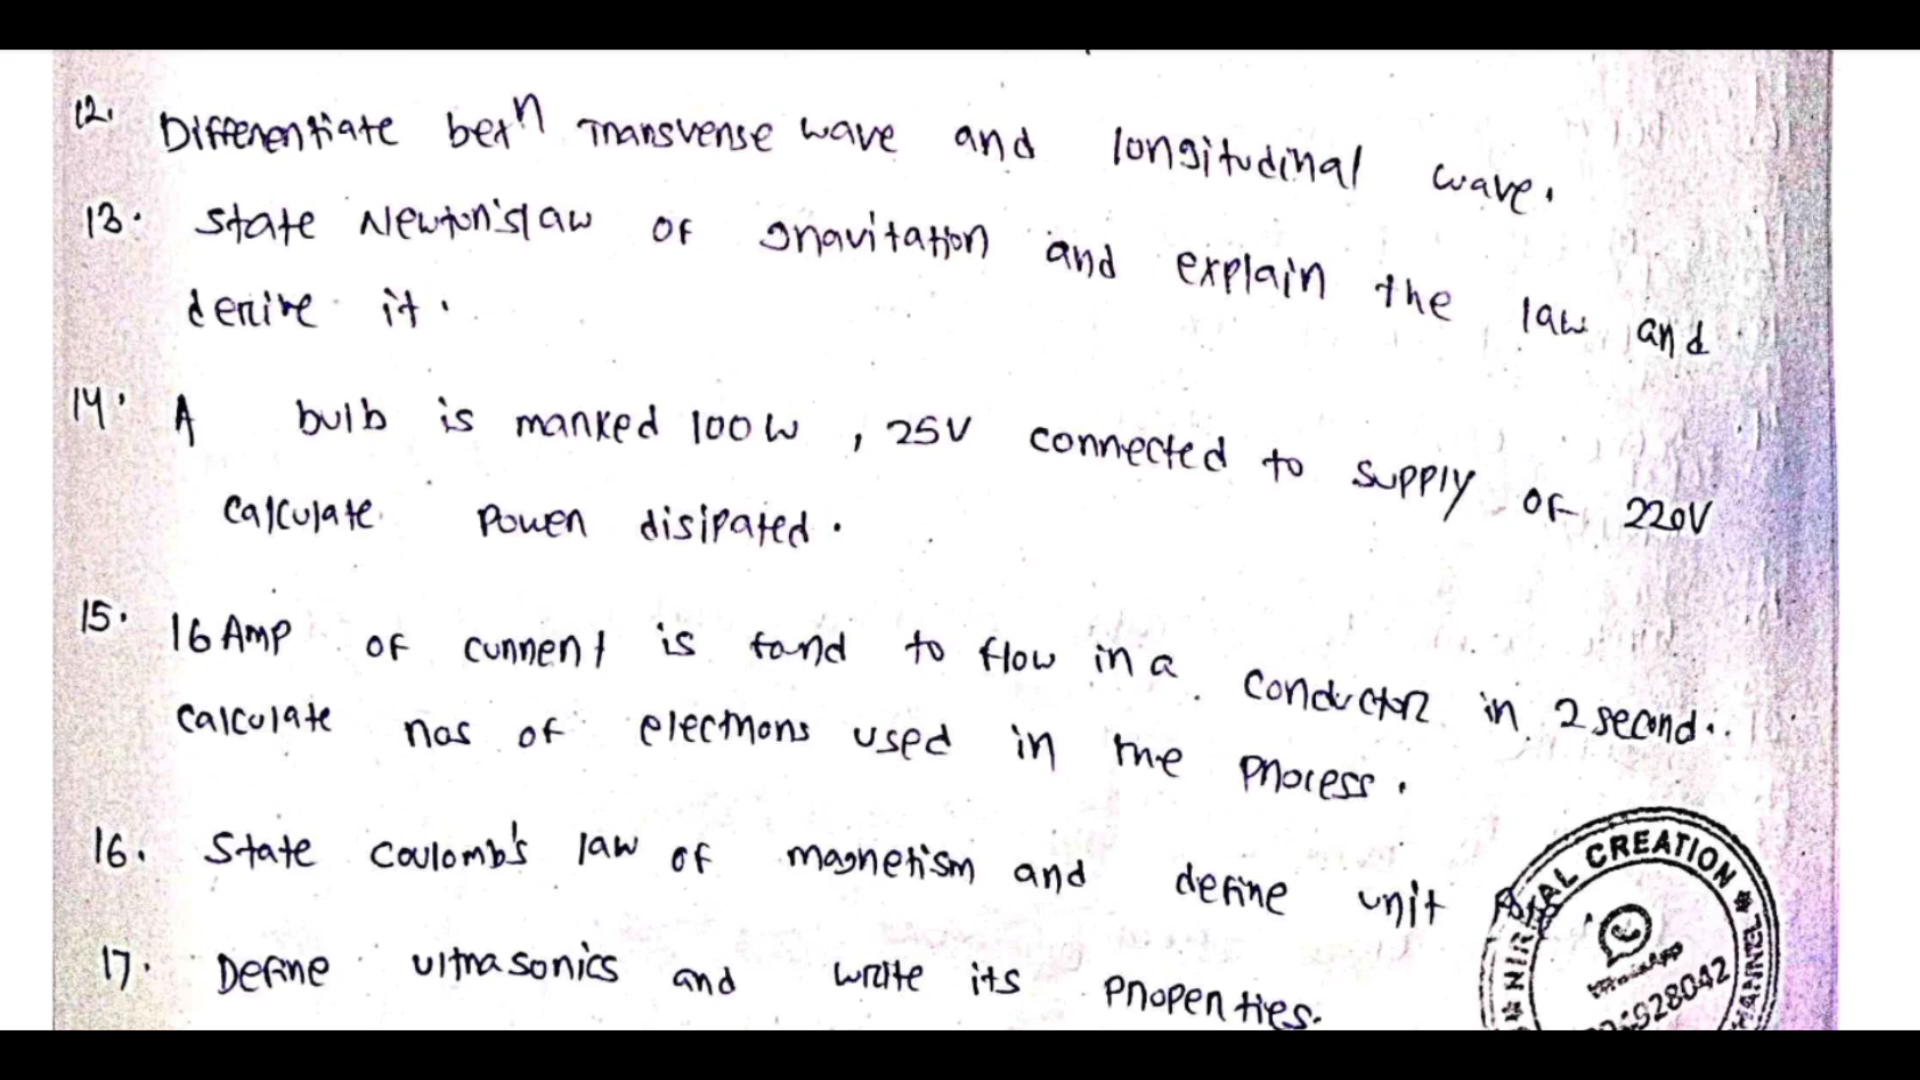 12. Differentiate betn Transverse wave and longitudinal wave.
13. State Newton's law of gravitation and explain the law and
derive it.
14. A bulb is marked 100W, 25V connected to supply of 220V
calculate Power disipated.
15. 16 Amp of current is fond to flow in a conductor in 2 second.
calculate nos of electrons used in the process.
16. State coulomb's law of magnetism and define unit
17. Define ultrasonics and write its properties.
CREATION
WhatsApp
928042